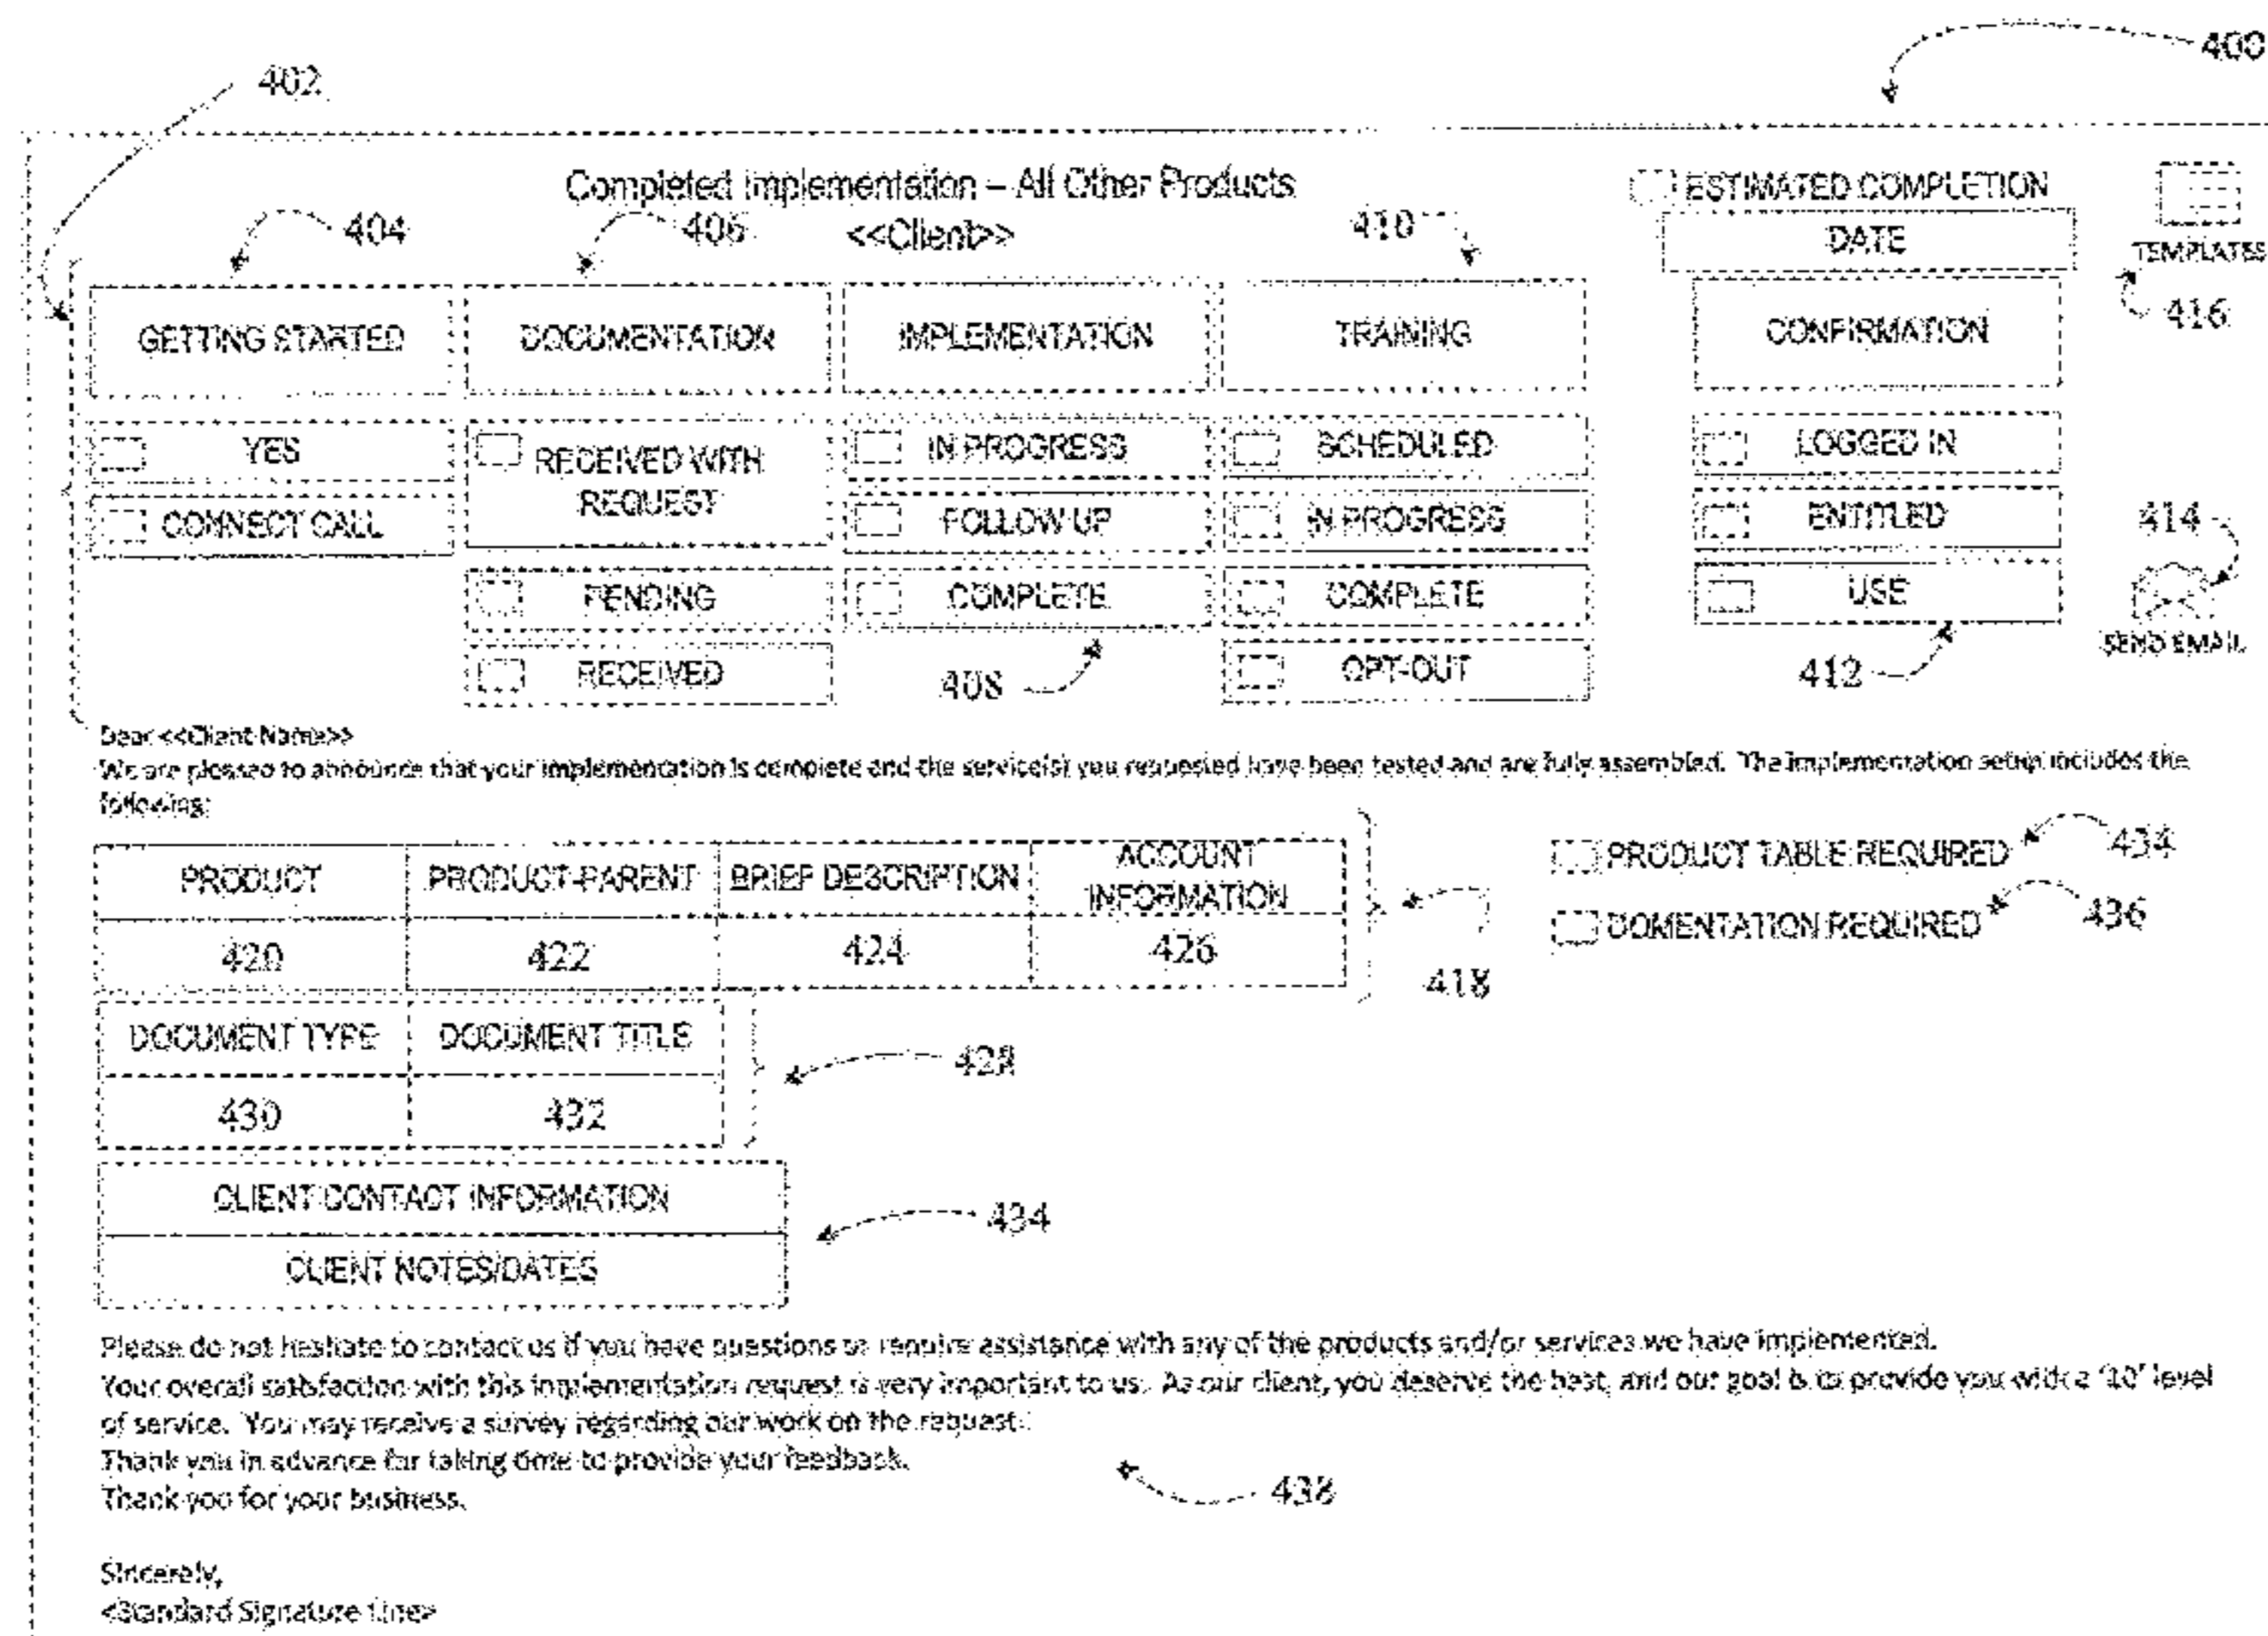 400
402
Completed Implementation – All Other Products
ESTIMATED COMPLETION
404
406
<<Client>>
410
DATE
TEMPLATES
416
GETTING STARTED
DOCUMENTATION
IMPLEMENTATION
TRAINING
CONFIRMATION
YES
RECEIVED WITH
REQUEST
IN PROGRESS
SCHEDULED
LOGGED IN
CONNECT CALL
FOLLOW UP
IN PROGRESS
ENTITLED
414
PENDING
COMPLETE
COMPLETE
USE
SEND EMAIL
RECEIVED
408
OPT-OUT
412
Dear <<Client Name>>
We are pleased to announce that your implementation is complete and the service(s) you requested have been tested and are fully assembled. The implementation setup includes the
following:
PRODUCT
PRODUCT-PARENT
BRIEF DESCRIPTION
ACCOUNT
INFORMATION
PRODUCT TABLE REQUIRED
434
420
422
424
426
418
DOMENTATION REQUIRED
436
DOCUMENT TYPE
DOCUMENT TITLE
428
430
432
CLIENT CONTACT INFORMATION
434
CLIENT NOTES/DATES
Please do not hesitate to contact us if you have questions or require assistance with any of the products and/or services we have implemented.
Your overall satisfaction with this implementation request is very important to us. As our client, you deserve the best, and our goal is to provide you with a '10' level
of service. You may receive a survey regarding our work on the request.
Thank you in advance for taking time to provide your feedback.
Thank you for your business.
438
Sincerely,
<Standard Signature Line>